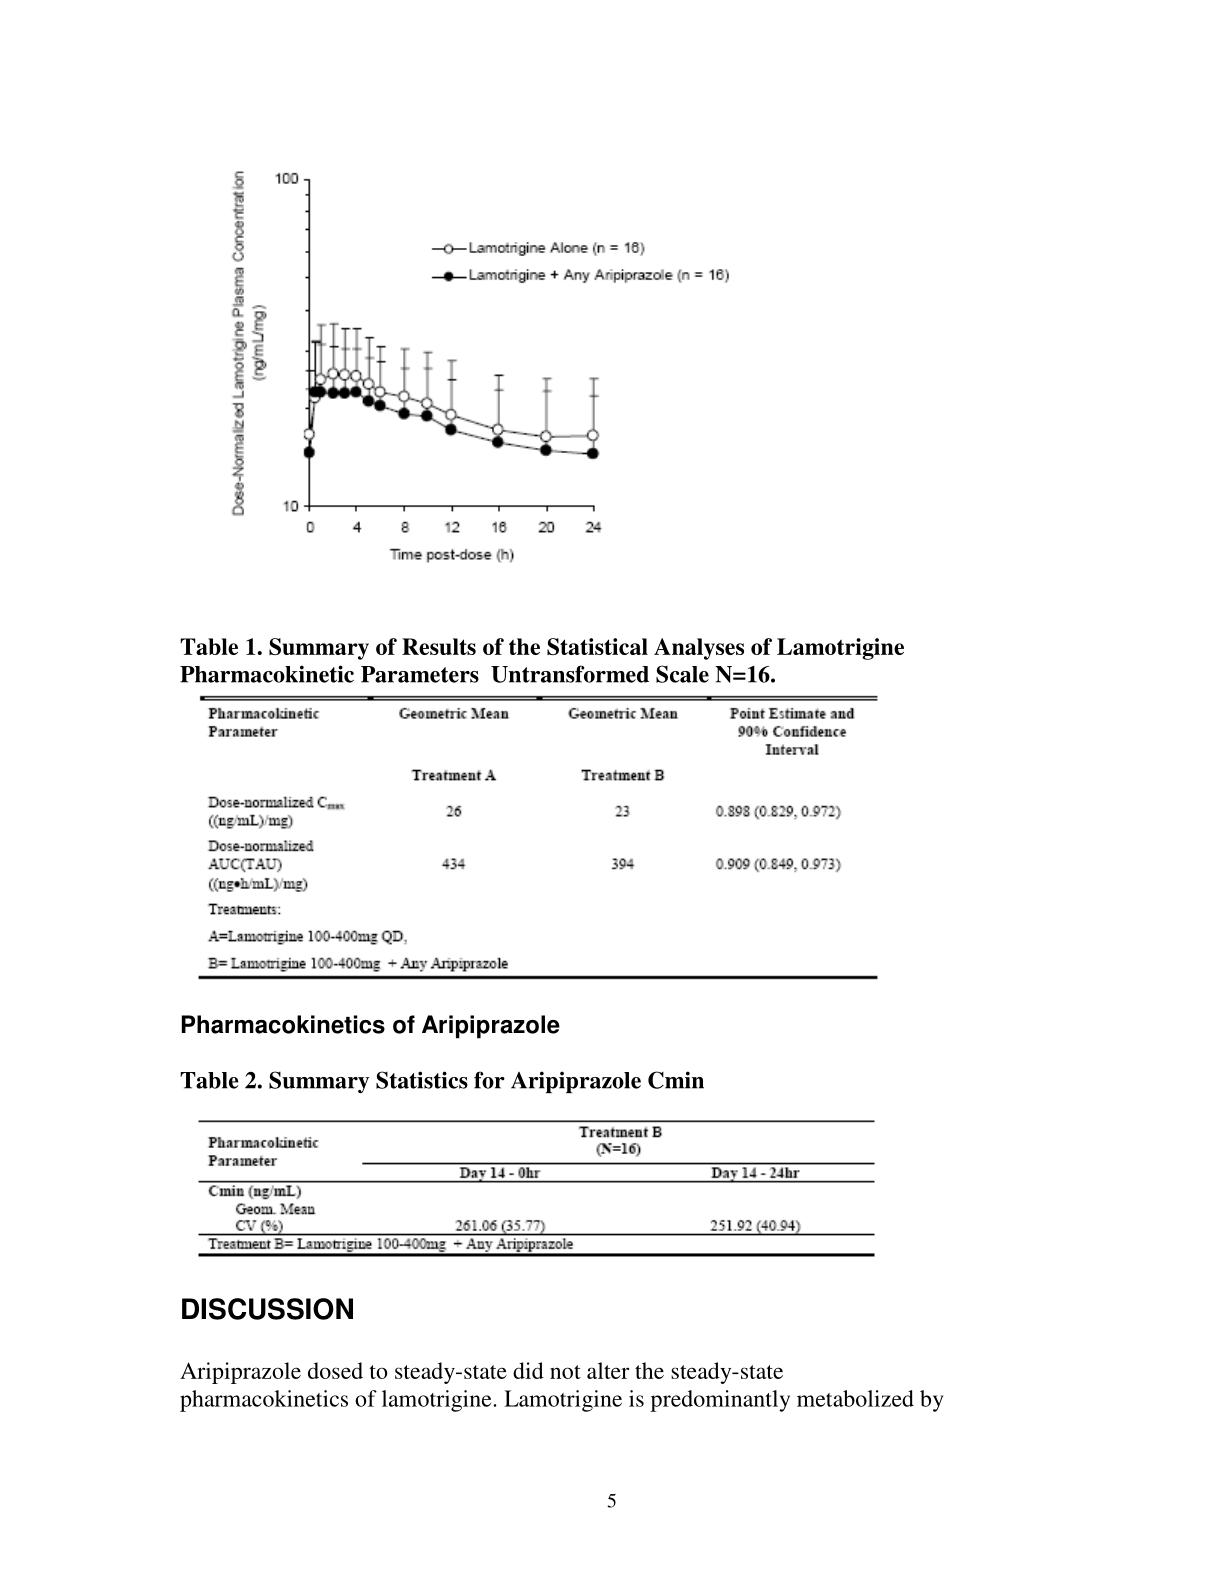 Dose-Normalized Lamotrigine Plasma Concentration
(ng/mL/mg)
100
Lamotrigine Alone (n = 16)
Lamotrigine + Any Aripiprazole (n = 16)
10
0 4 8 12 16 20 24
Time post-dose (h)
Table 1. Summary of Results of the Statistical Analyses of Lamotrigine
Pharmacokinetic Parameters Untransformed Scale N=16.
Pharmacokinetic Geometric Mean Geometric Mean Point Estimate and
Parameter 90% Confidence
Interval
Treatment A Treatment B
Dose-normalized Cmax
((ng/mL)/mg) 26 23 0.898 (0.829, 0.972)
Dose-normalized
AUC(TAU) 434 394 0.909 (0.849, 0.973)
((ng•h/mL)/mg)
Treatments:
A=Lamotrigine 100-400mg QD,
B= Lamotrigine 100-400mg + Any Aripiprazole
Pharmacokinetics of Aripiprazole
Table 2. Summary Statistics for Aripiprazole Cmin
Treatment B
Pharmacokinetic (N=16)
Parameter
Day 14 - 0hr Day 14 - 24hr
Cmin (ng/mL)
Geom. Mean
CV (%) 261.06 (35.77) 251.92 (40.94)
Treatment B= Lamotrigine 100-400mg + Any Aripiprazole
DISCUSSION
Aripiprazole dosed to steady-state did not alter the steady-state
pharmacokinetics of lamotrigine. Lamotrigine is predominantly metabolized by
5